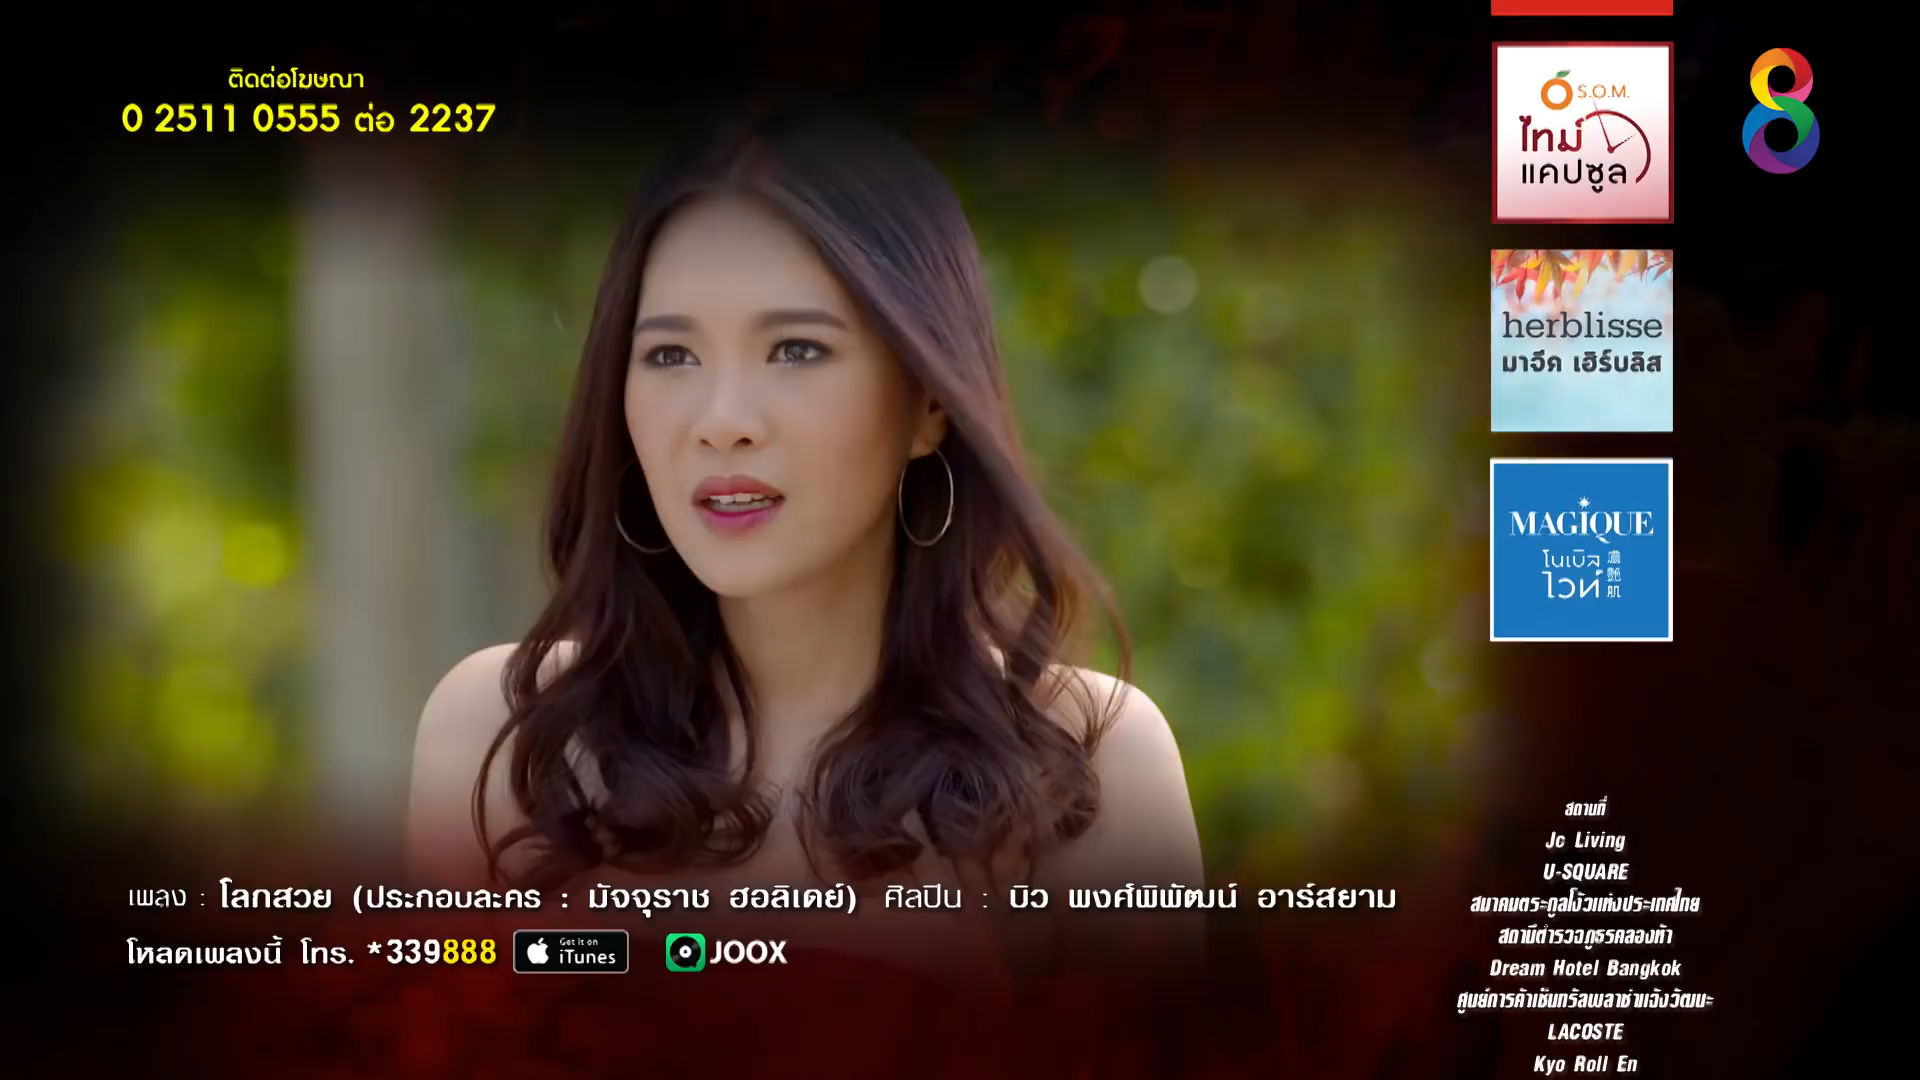 ติดต่อโฆษณา
0 2511 0555 ต่อ 2237
S.O.M.
ไทม์
แคปซูล
8
herblisse
มาจีค เฮิร์บลิส
MAGIQUE
โนเบิล
ไวท์
濃艶肌
เพลง : โลกสวย (ประกอบละคร : มัจจุราช ฮอลิเดย์) ศิลปิน : บิว พงศ์พิพัฒน์ อาร์สยาม
โหลดเพลงนี้ โทร. *339888
Get it on
iTunes
JOOX
สถานที่
Jc Living
U-SQUARE
สมาคมตระกูลโง้วแห่งประเทศไทย
สถานีตำรวจภูธรคลองห้า
Dream Hotel Bangkok
ศูนย์การค้าเซ็นทรัลพลาซ่าแจ้งวัฒนะ
LACOSTE
Kyo Roll En